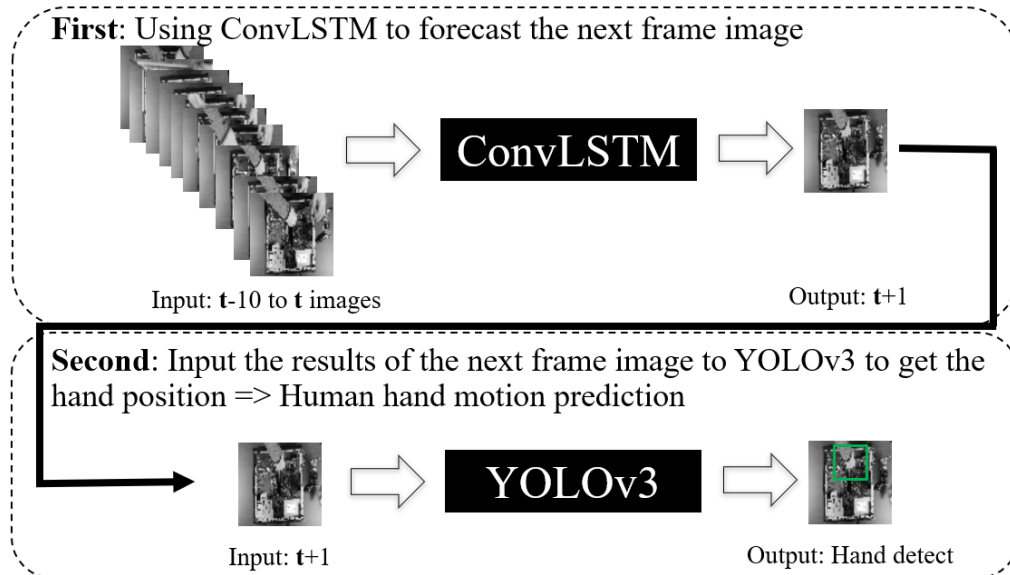 First: Using ConvLSTM to forecast the next frame image
ConvLSTM
Input: t-10 to t images
Output: t+1
Second: Input the results of the next frame image to YOLOv3 to get the
hand position => Human hand motion prediction
YOLOv3
Input: t+1
Output: Hand detect